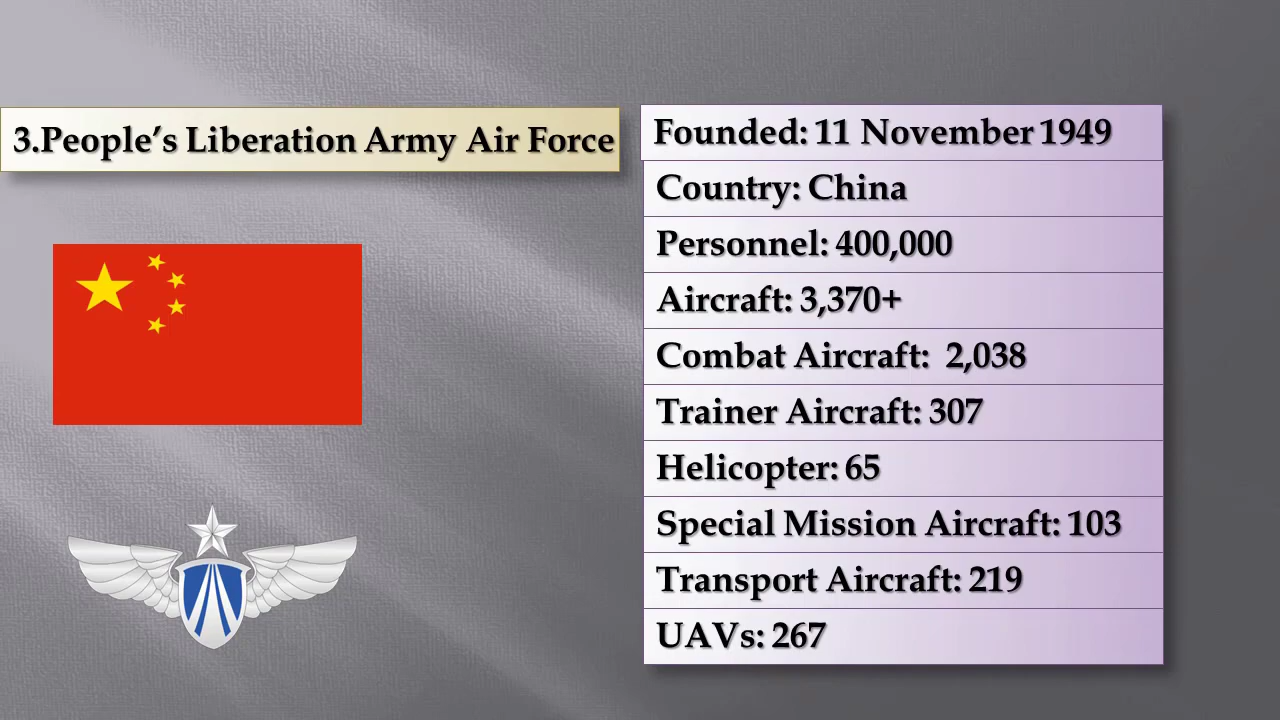 3.People’s Liberation Army Air Force
Founded: 11 November 1949
Country: China
Personnel: 400,000
Aircraft: 3,370+
Combat Aircraft:  2,038
Trainer Aircraft: 307
Helicopter: 65
Special Mission Aircraft: 103
Transport Aircraft: 219
UAVs: 267